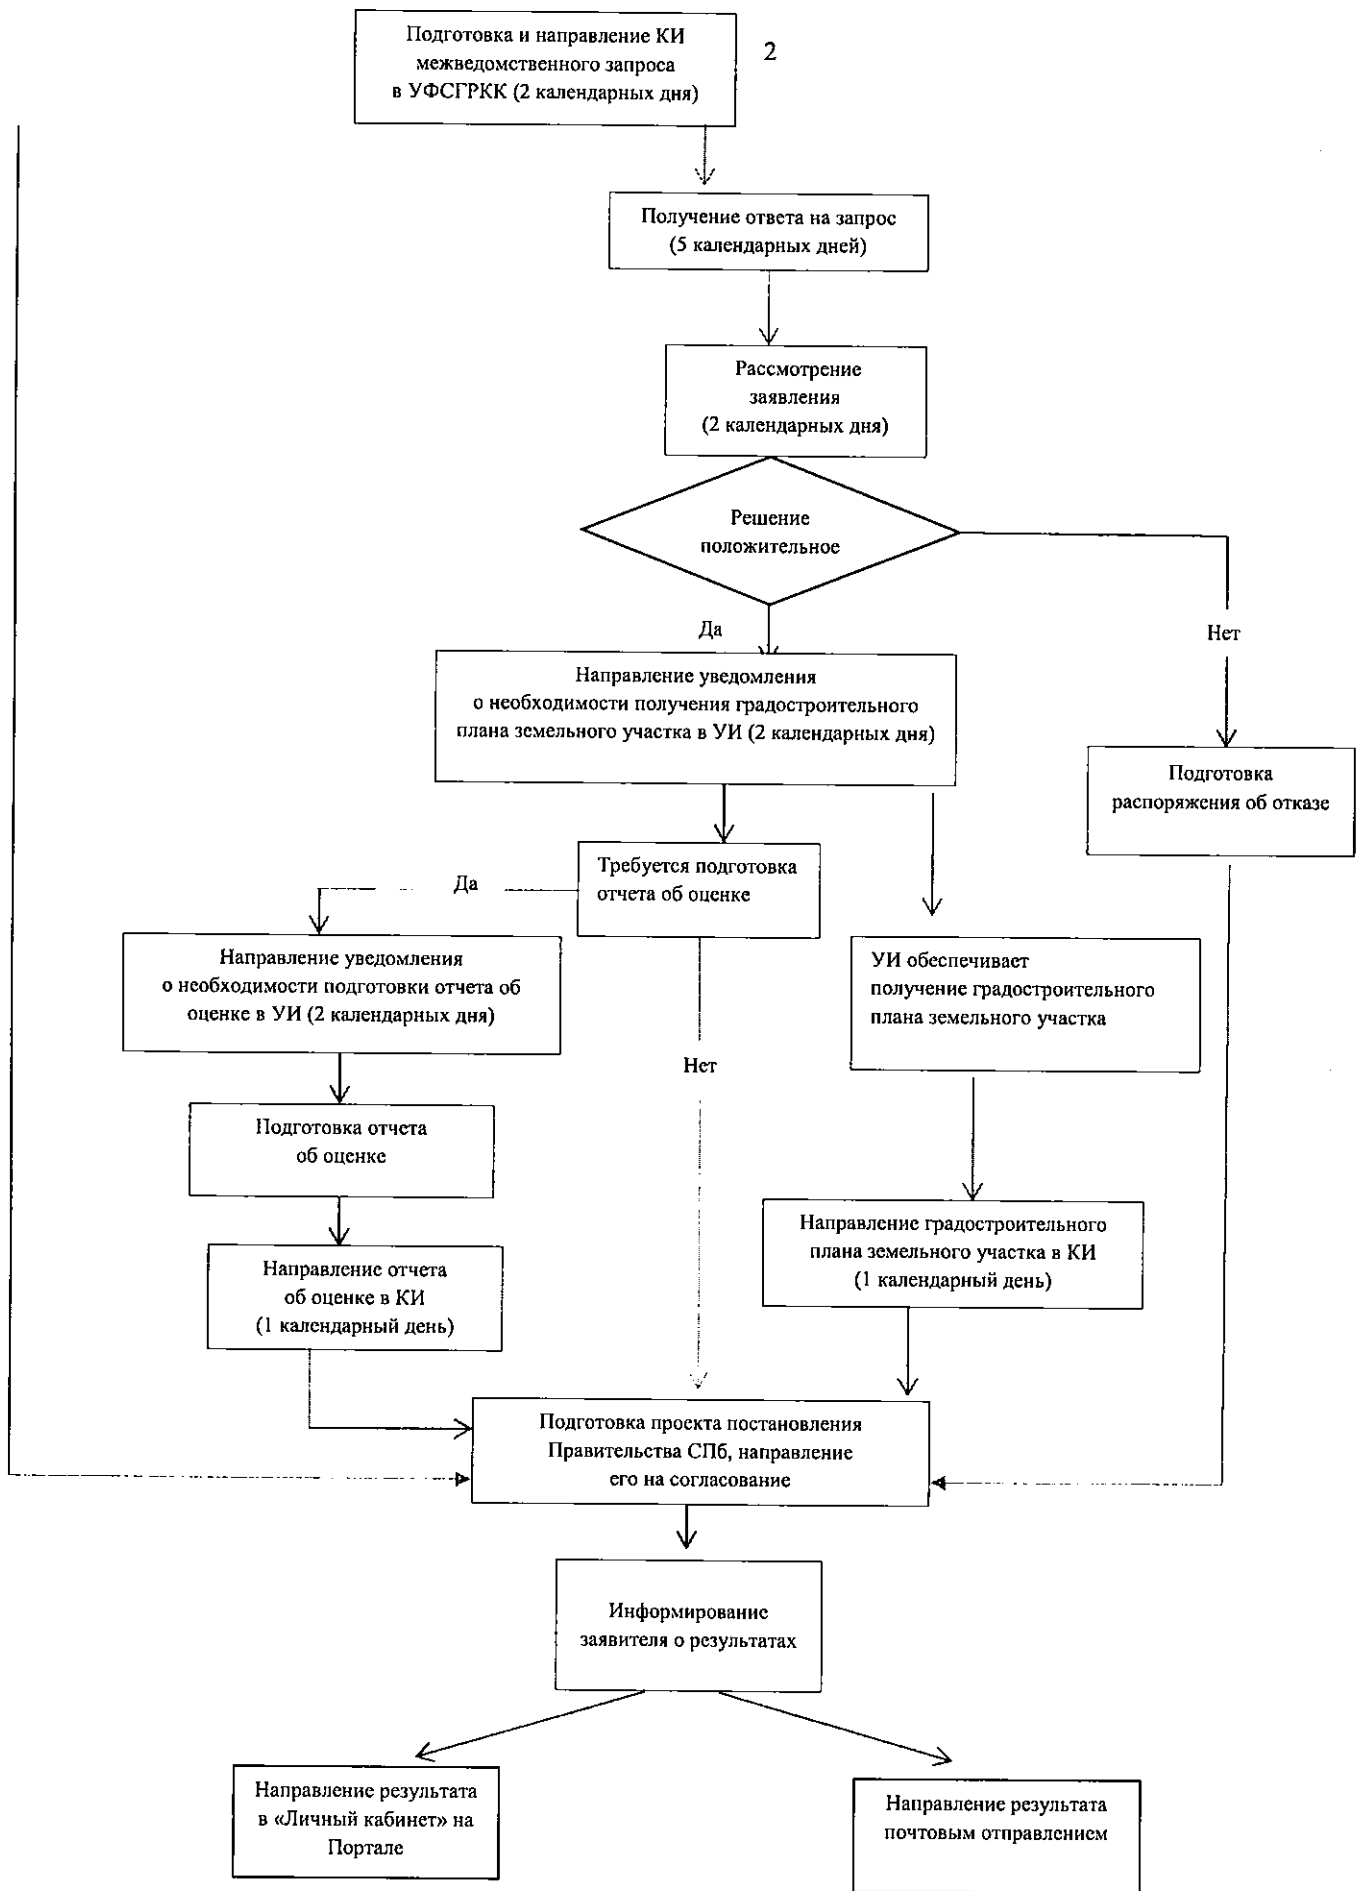 Подготовка и направление КИ
межведомственного запроса
в УФСГРКК (2 календарных дня)
2
Получение ответа на запрос
(5 календарных дней)
Рассмотрение
заявления
(2 календарных дня)
Решение
положительное
Да
Нет
Направление уведомления
о необходимости получения градостроительного
плана земельного участка в УИ (2 календарных дня)
Подготовка
распоряжения об отказе
Требуется подготовка
отчета об оценке
Да
Направление уведомления
о необходимости подготовки отчета об
оценке в УИ (2 календарных дня)
УИ обеспечивает
получение градостроительного
плана земельного участка
Нет
Подготовка отчета
об оценке
Направление градостроительного
плана земельного участка в КИ
(1 календарный день)
Направление отчета
об оценке в КИ
(1 календарный день)
Подготовка проекта постановления
Правительства СПб, направление
его на согласование
Информирование
заявителя о результатах
Направление результата
в «Личный кабинет» на
Портале
Направление результата
почтовым отправлением